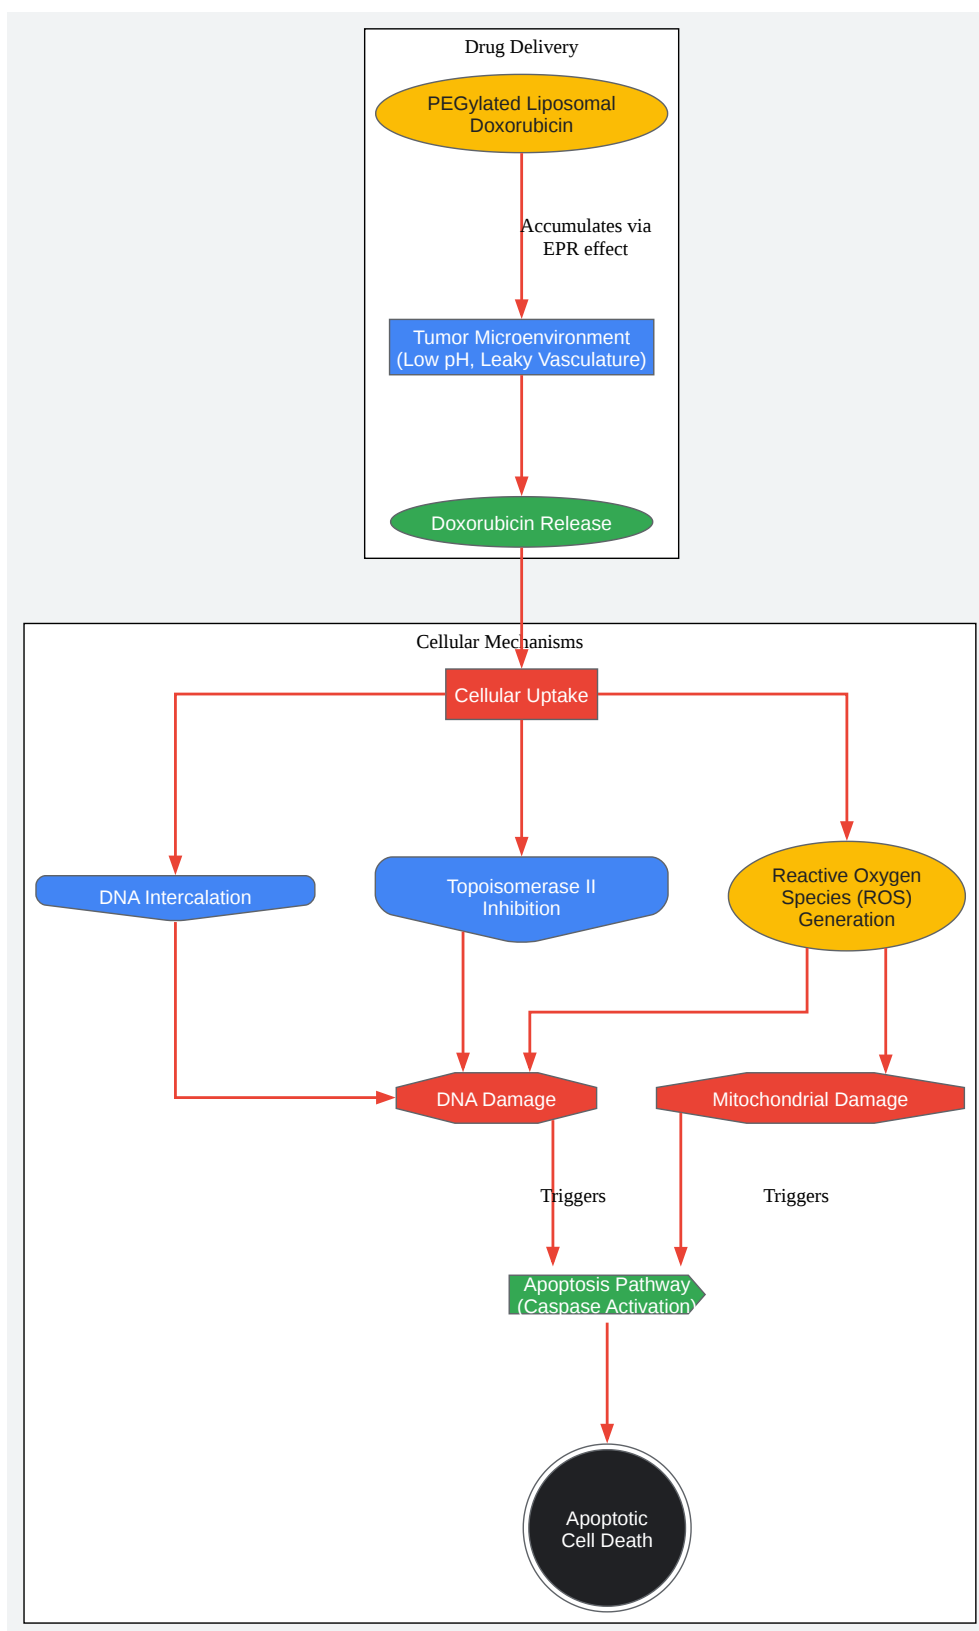 Drug Delivery
PEGylated Liposomal
Doxorubicin
Accumulates via
EPR effect
Tumor Microenvironment
(Low pH, Leaky Vasculature)
Doxorubicin Release
Cellular Mechanisms
Cellular Uptake
DNA Intercalation
Topoisomerase II
Inhibition
Reactive Oxygen
Species (ROS)
Generation
DNA Damage
Mitochondrial Damage
Triggers
Triggers
Apoptosis Pathway
(Caspase Activation)
Apoptotic
Cell Death